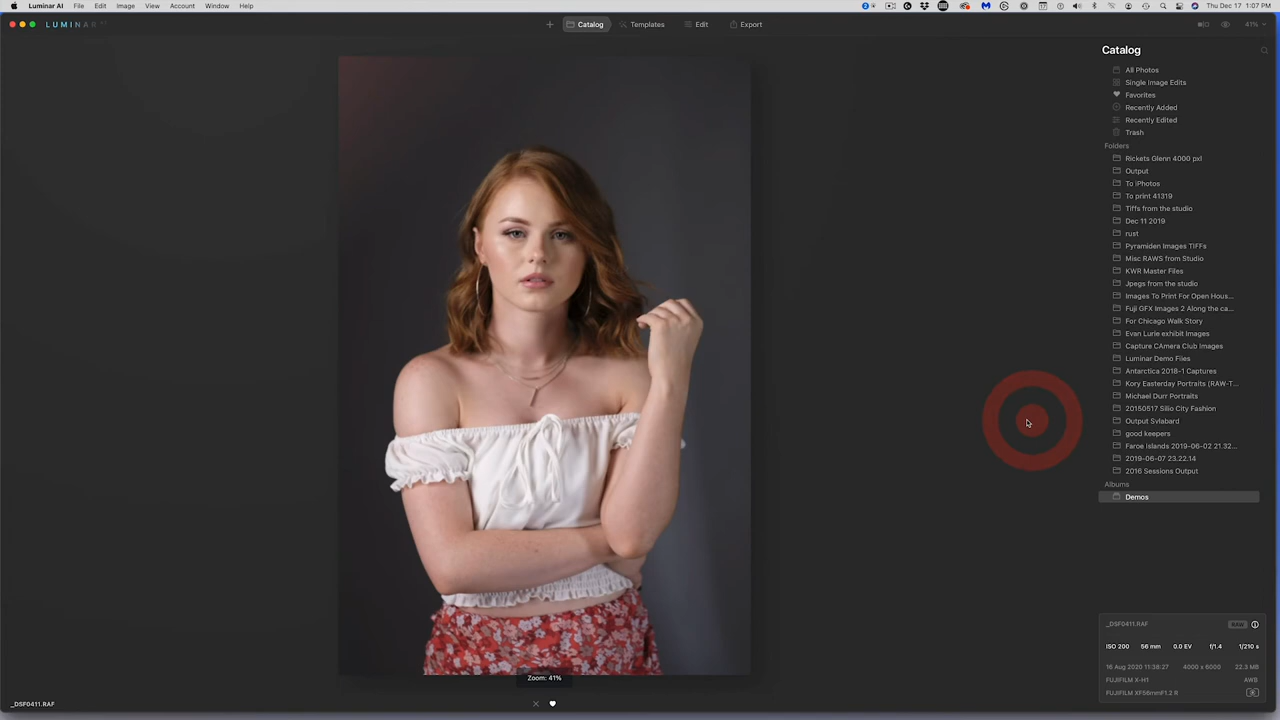 Luminar AI File Edit Image View Account Window Help Thu Dec 17 1:07 PM
LUMINAR AI Catalog Templates Edit Export 41%
Catalog
All Photos
Single Image Edits
Favorites
Recently Added
Recently Edited
Trash
Folders
Rickets Glenn 4000 pxl
Output
To iPhotos
To print 41319
Tiffs from the studio
Dec 11 2019
rust
Pyramiden Images TIFFs
Misc RAWS from Studio
KWR Master Files
Jpegs from the studio
Images To Print For Open Hous...
Fuji GFX Images 2 Along the ca...
For Chicago Walk Story
Evan Lurie exhibit Images
Capture CAmera Club Images
Luminar Demo Files
Antarctica 2018-1 Captures
Kory Easterday Portraits (RAW-T...
Michael Durr Portraits
20150517 Silio City Fashion
Output Svlabard
good keepers
Faroe Islands 2019-06-02 21.32...
2019-06-07 23.22.14
2016 Sessions Output
Albums
Demos
_DSF0411.RAF RAW
ISO 200 56 mm 0.0 EV f/1.4 1/210 s
16 Aug 2020 11:38:27 4000 x 6000 22.3 MB
FUJIFILM X-H1 AWB
FUJIFILM XF56mmF1.2 R
Zoom: 41%
_DSF0411.RAF